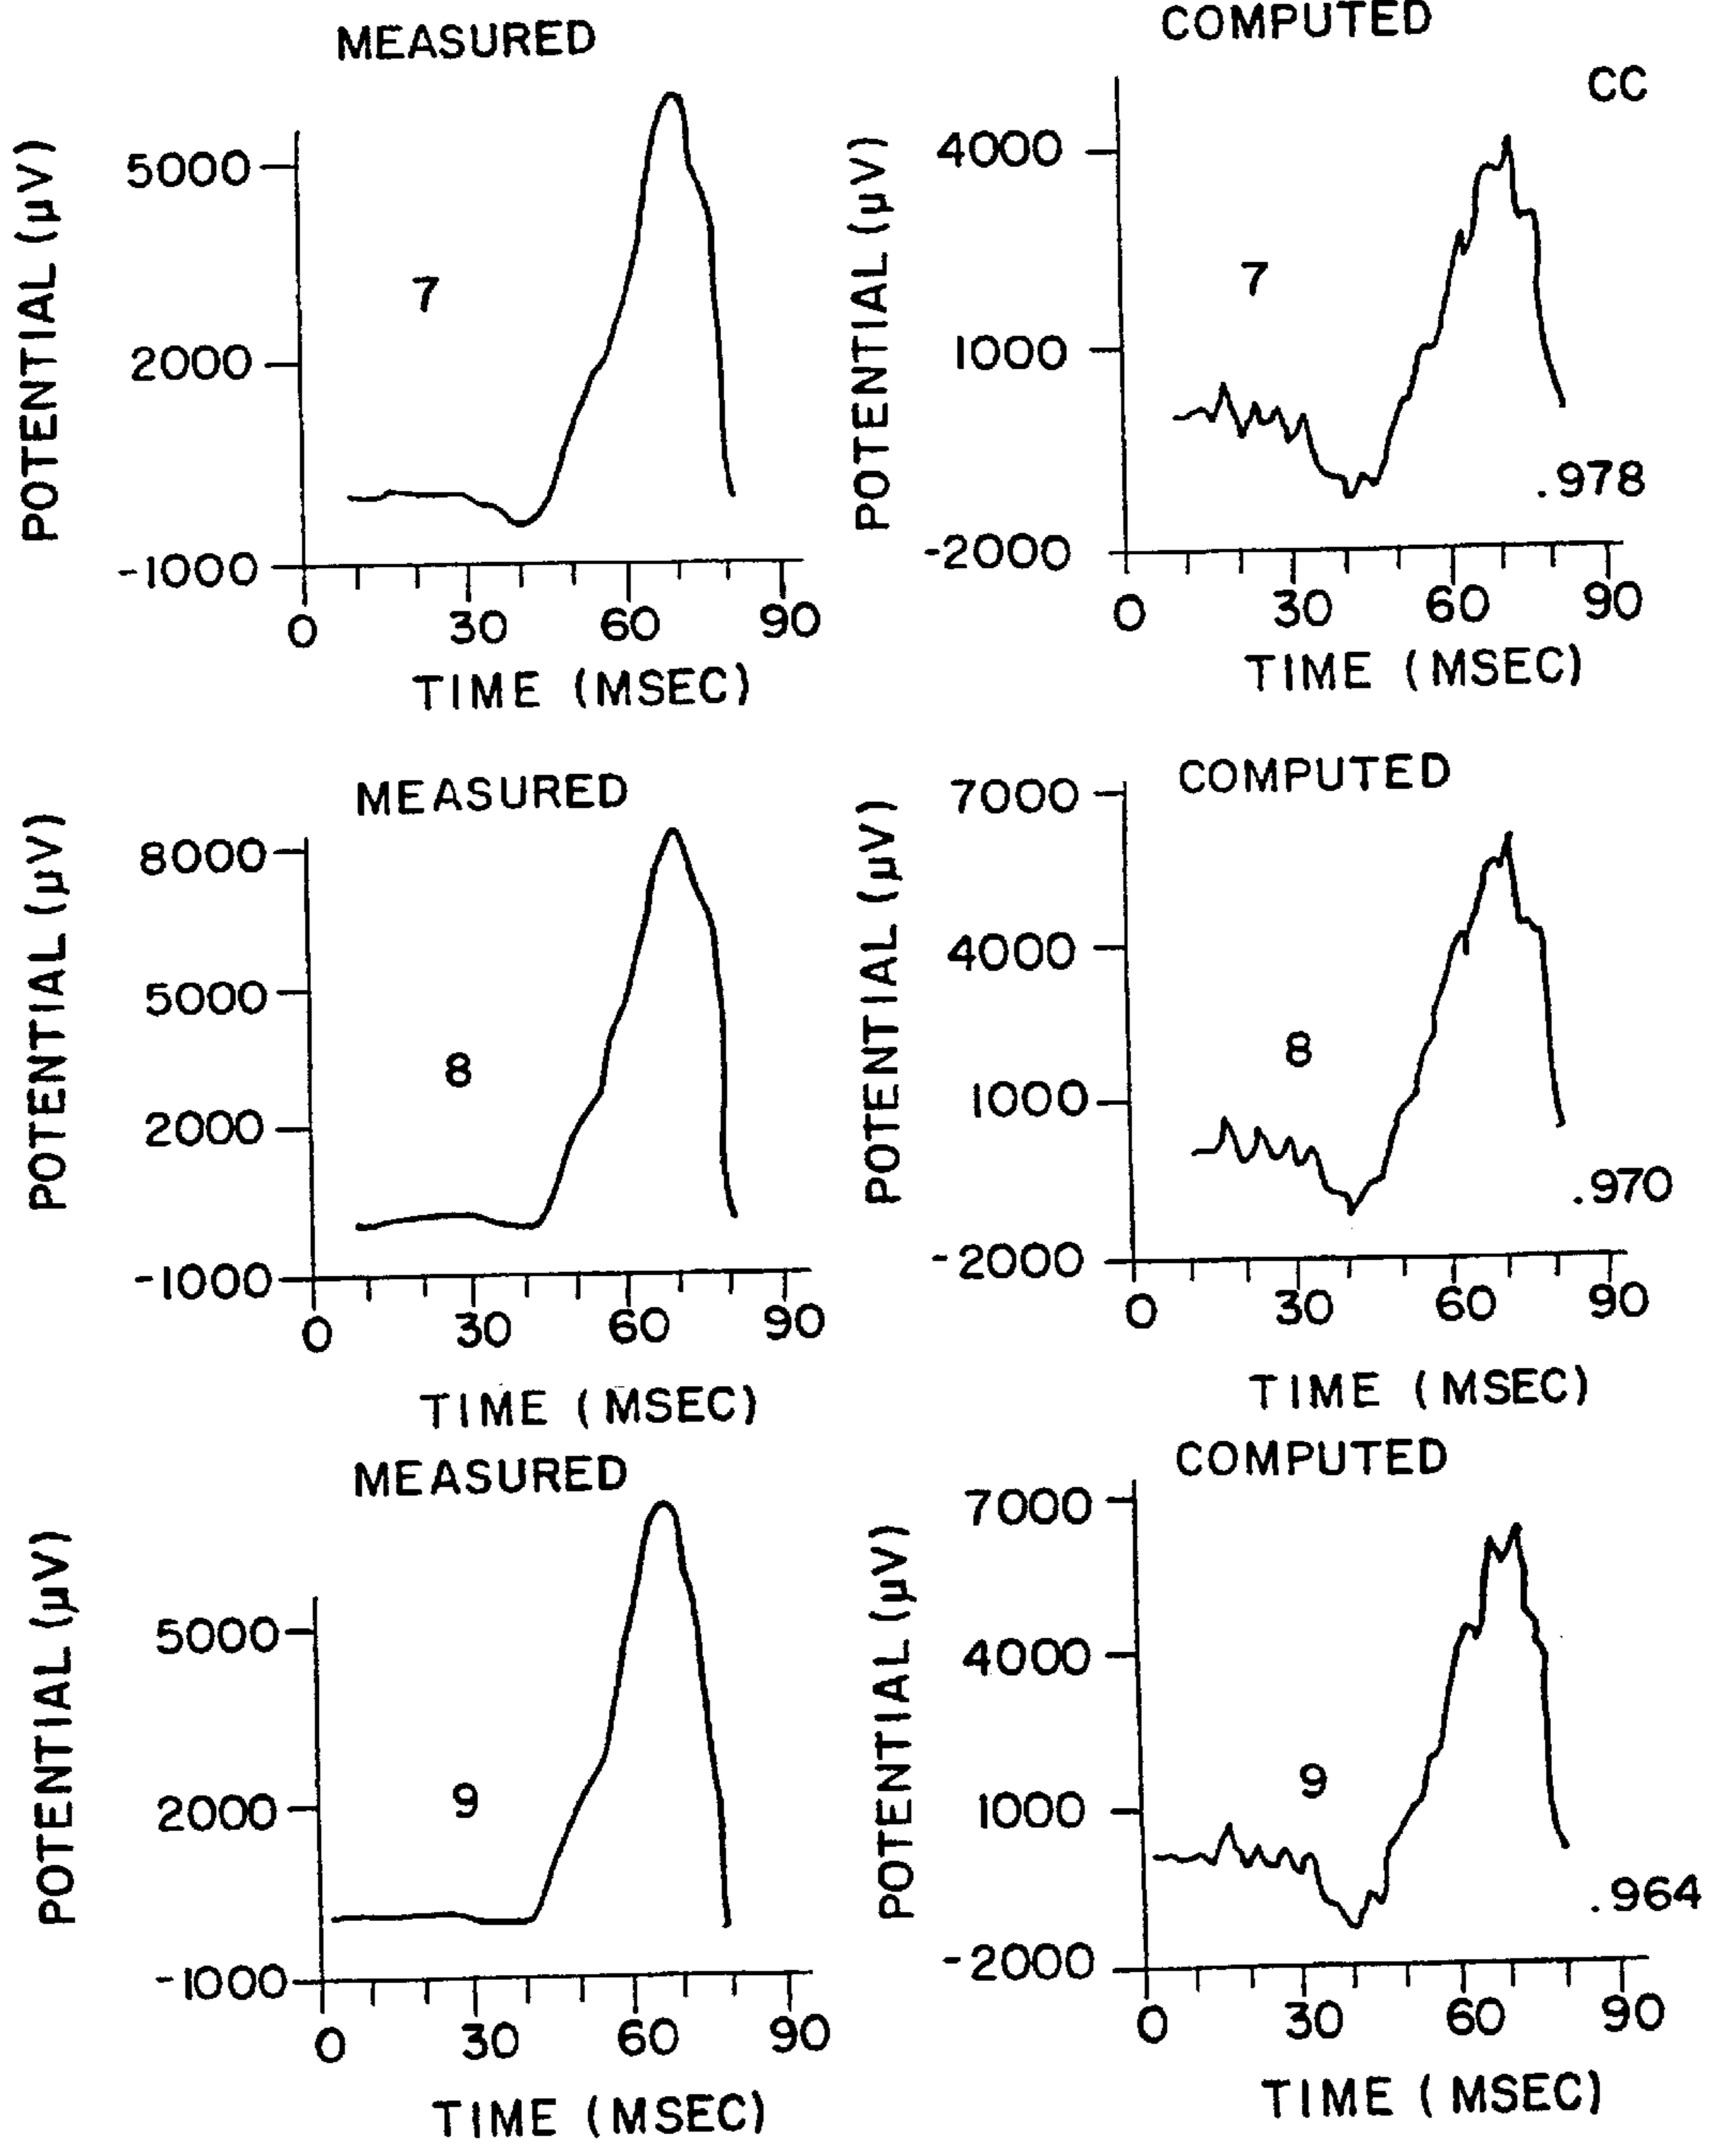 MEASURED
COMPUTED
CC
POTENTIAL (µV)
5000
2000
-1000
7
0 30 60 90
TIME (MSEC)
POTENTIAL (µV)
4000
1000
-2000
7
.978
0 30 60 90
TIME (MSEC)
MEASURED
POTENTIAL (µV)
8000
5000
2000
-1000
8
0 30 60 90
TIME (MSEC)
COMPUTED
POTENTIAL (µV)
7000
4000
1000
-2000
8
.970
0 30 60 90
TIME (MSEC)
MEASURED
POTENTIAL (µV)
5000
2000
-1000
9
0 30 60 90
TIME (MSEC)
COMPUTED
POTENTIAL (µV)
7000
4000
1000
-2000
9
.964
0 30 60 90
TIME (MSEC)